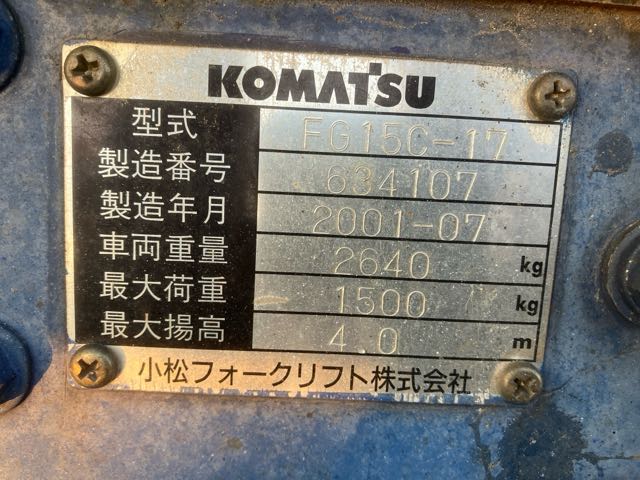 KOMATSU
型式 FG15C-17
製造番号 634107
製造年月 2001-07
車両重量 2640 kg
最大荷重 1500 kg
最大揚高 4.0 m
小松フォークリフト株式会社